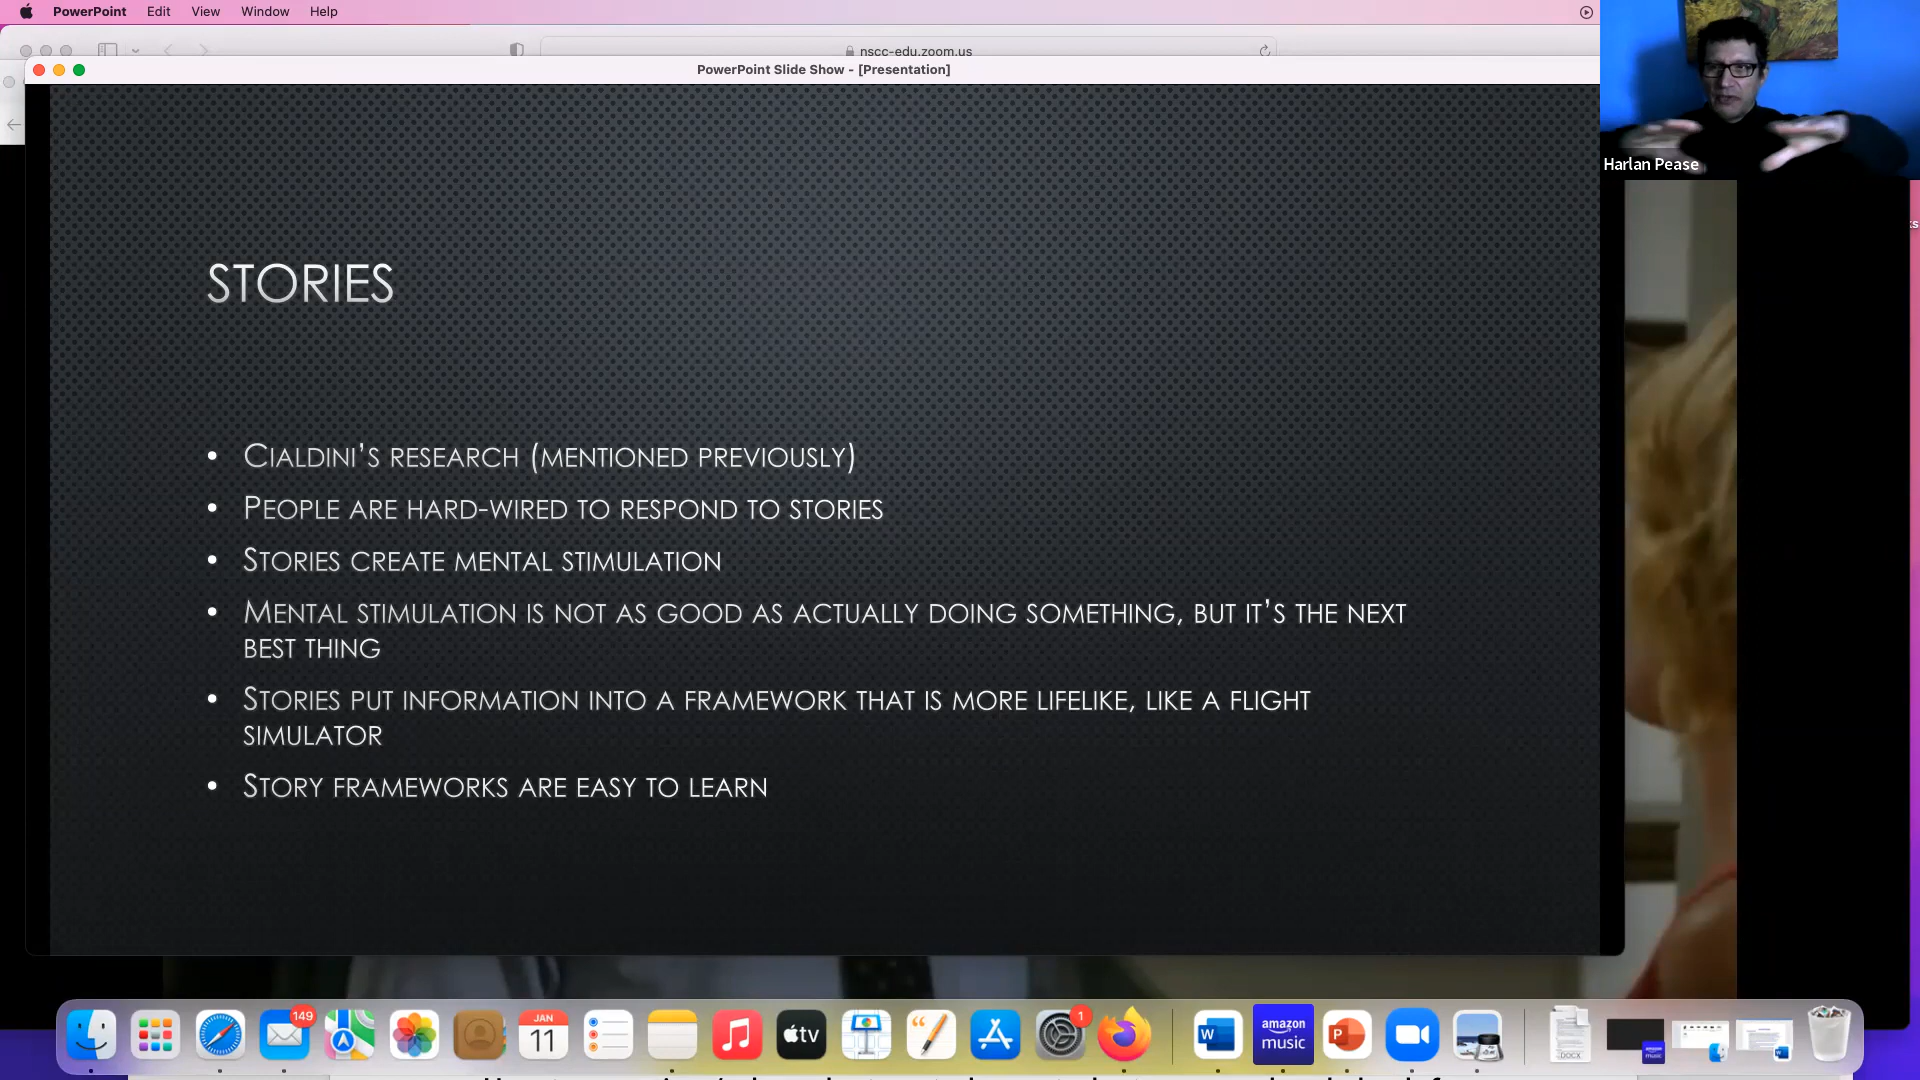 PowerPoint Edit View Window Help
nscc-edu.zoom.us
PowerPoint Slide Show - [Presentation]
Harlan Pease
ks
STORIES
• CIALDINI'S RESEARCH (MENTIONED PREVIOUSLY)
• PEOPLE ARE HARD-WIRED TO RESPOND TO STORIES
• STORIES CREATE MENTAL STIMULATION
• MENTAL STIMULATION IS NOT AS GOOD AS ACTUALLY DOING SOMETHING, BUT IT'S THE NEXT
BEST THING
• STORIES PUT INFORMATION INTO A FRAMEWORK THAT IS MORE LIFELIKE, LIKE A FLIGHT
SIMULATOR
• STORY FRAMEWORKS ARE EASY TO LEARN
149
JAN
11
tv
1
W
amazon
music
P
DOCX